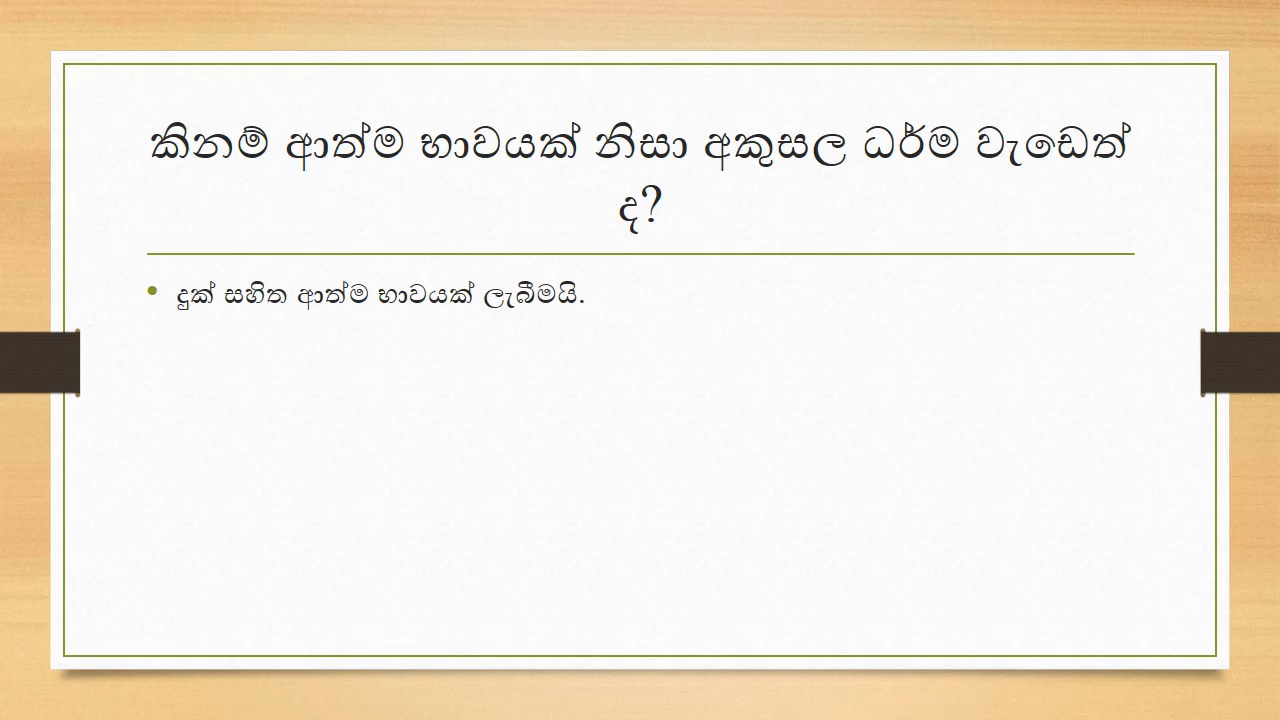 කිනම් ආත්ම භාවයක් නිසා අකුසල ධර්ම වැඩෙත්
ද?
• දුක් සහිත ආත්ම භාවයක් ලැබීමයි.